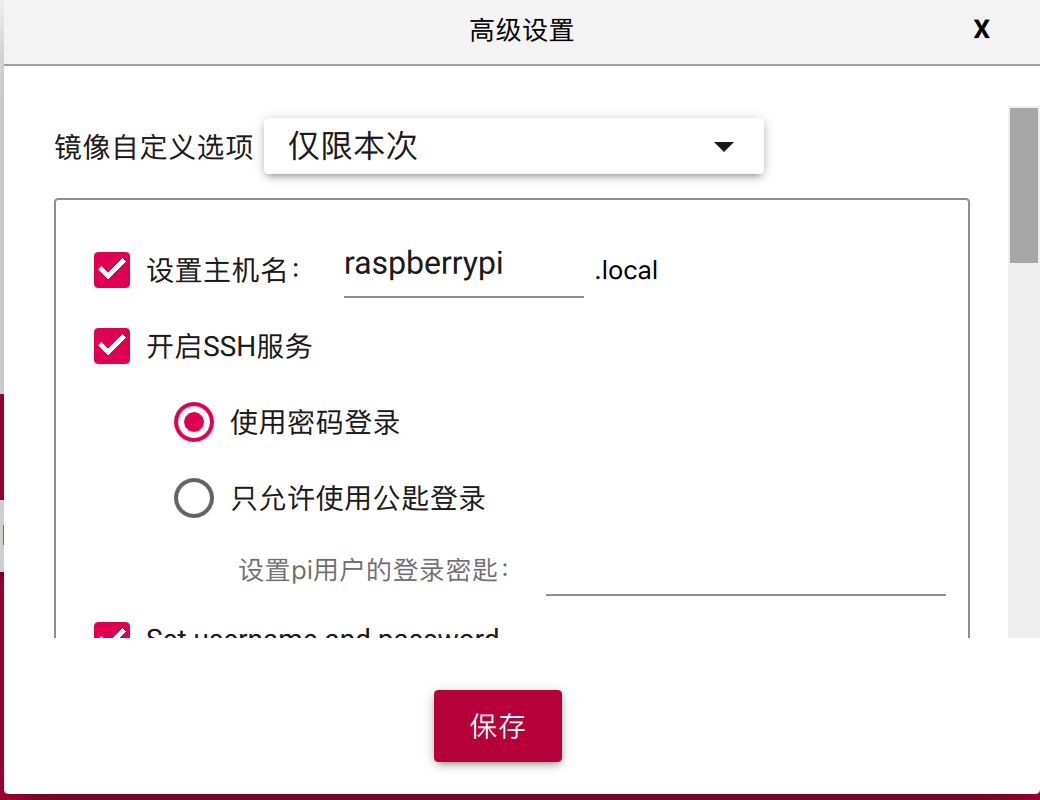 高级设置 X
镜像自定义选项 仅限本次
设置主机名： raspberrypi .local
开启SSH服务
使用密码登录
只允许使用公匙登录
设置pi用户的登录密匙：
Set username and password
保存